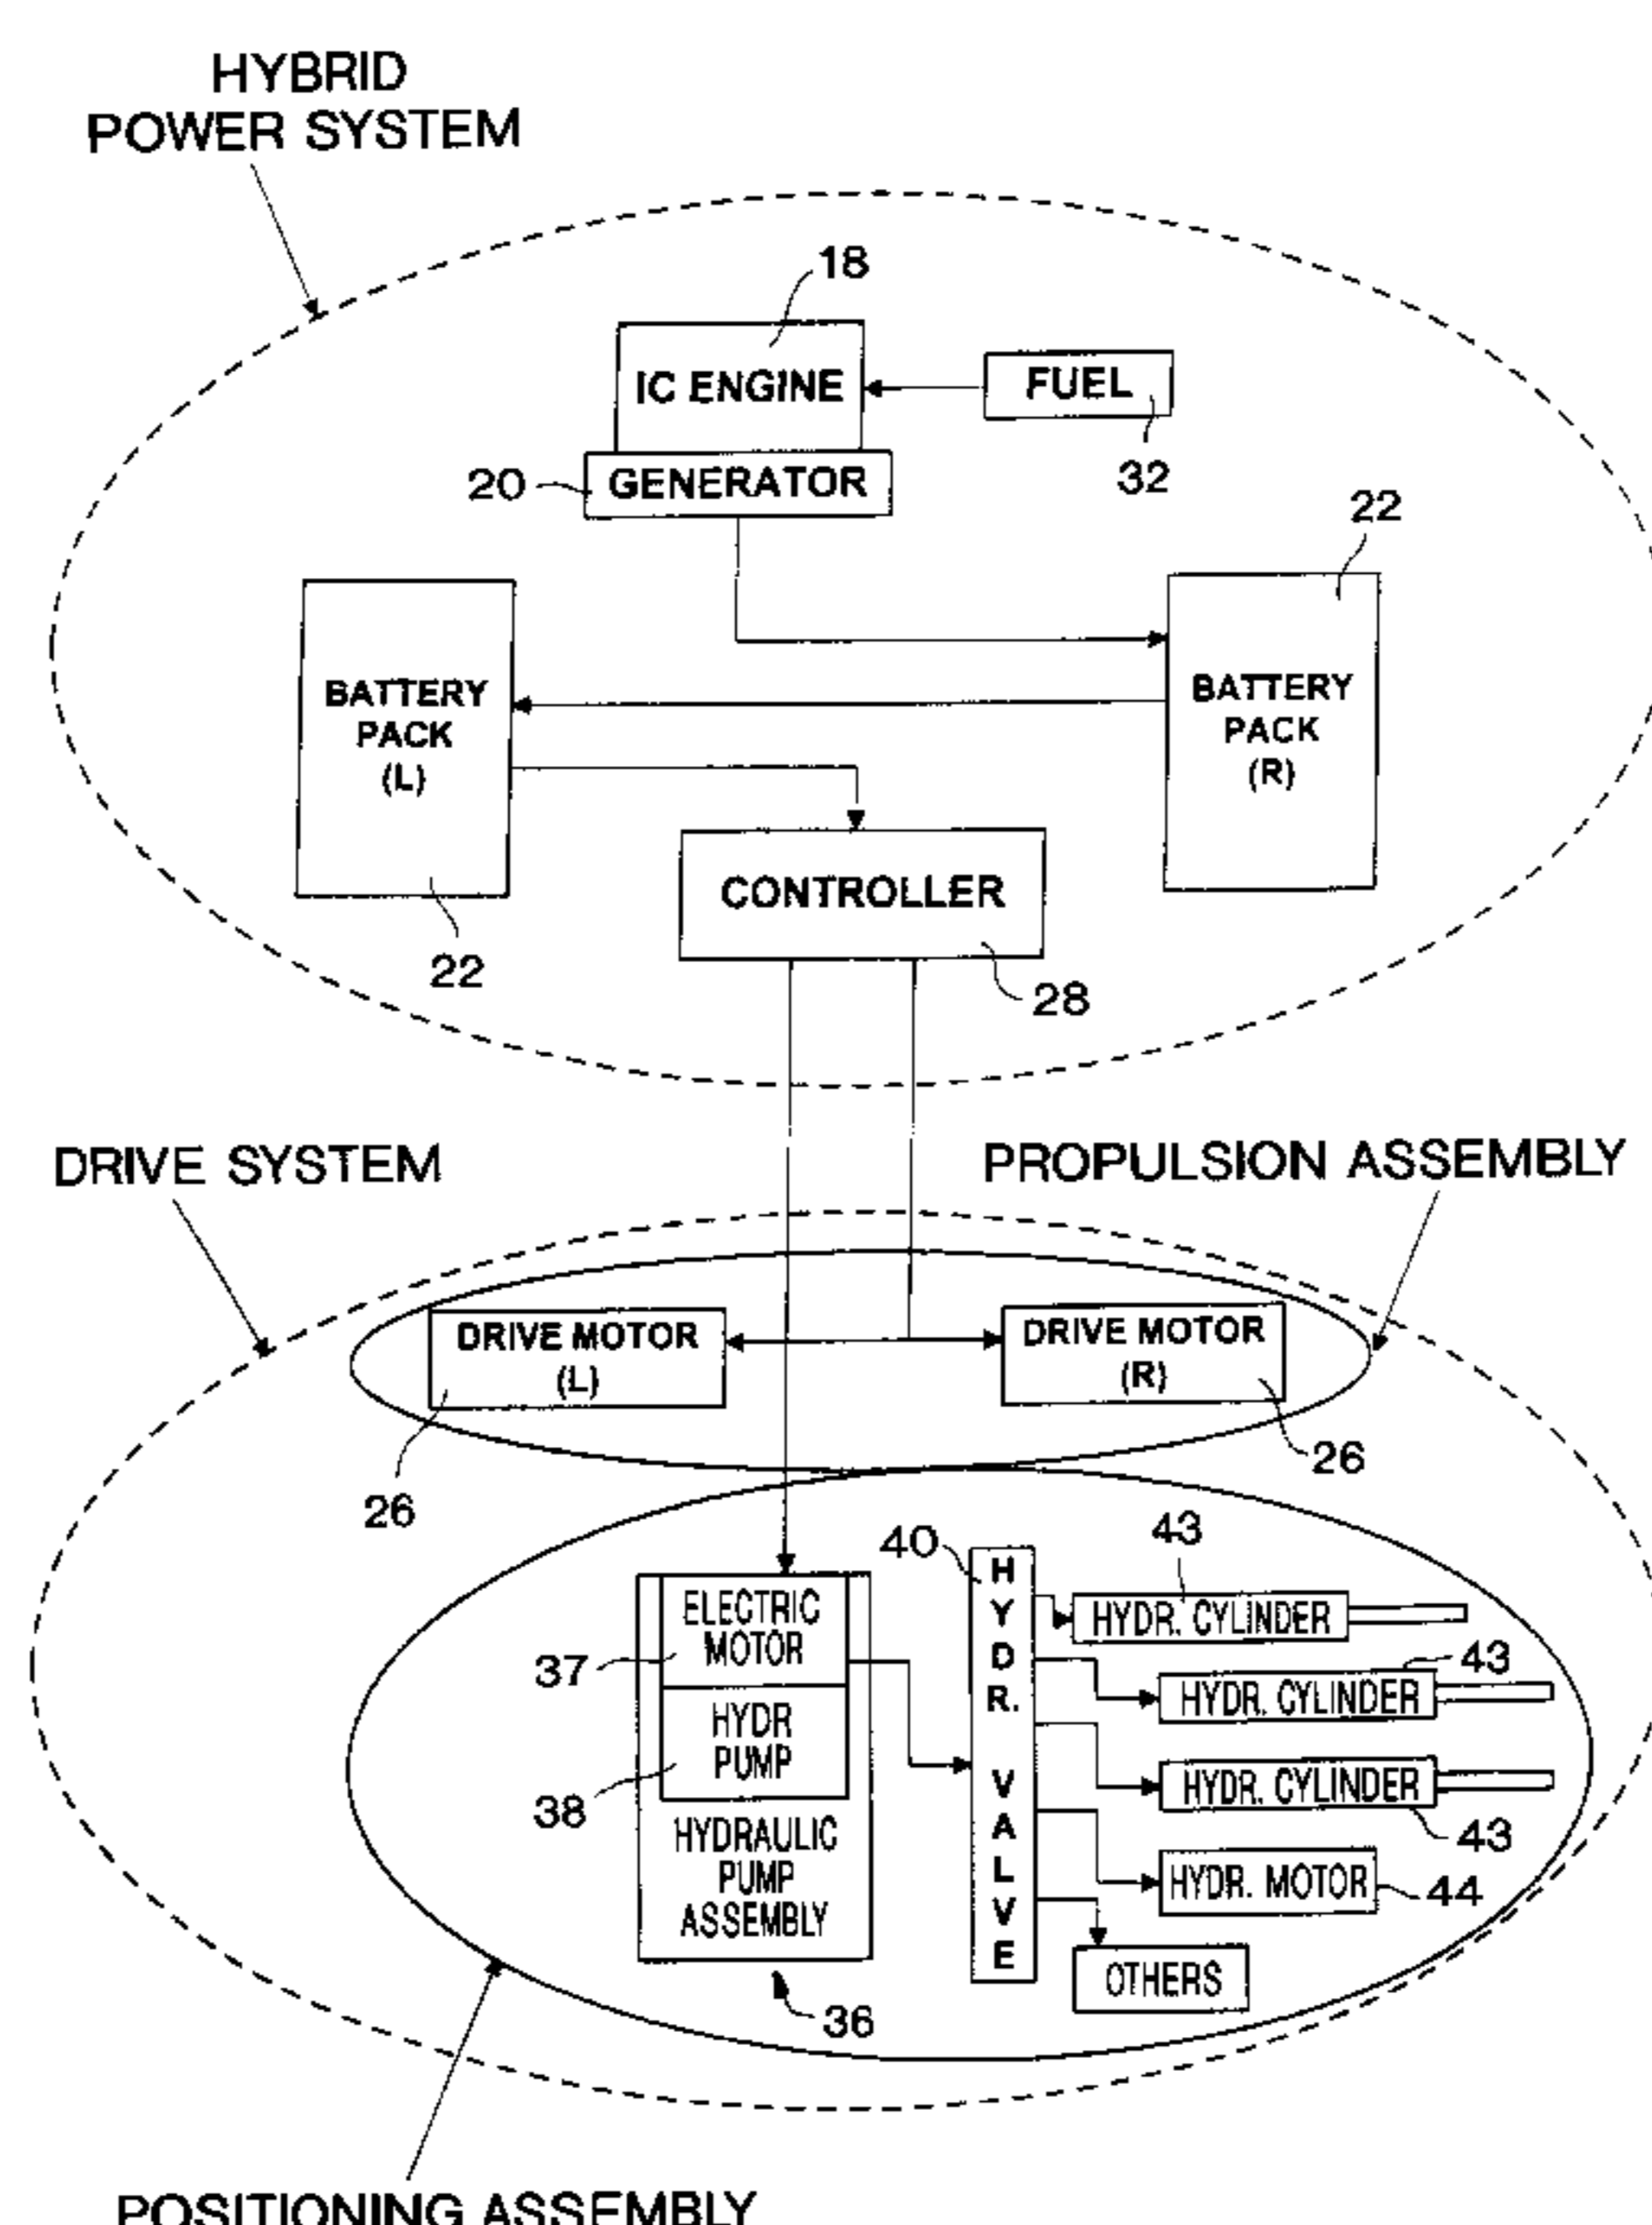 HYBRID
POWER SYSTEM
18
IC ENGINE
FUEL
32
20
GENERATOR
22
BATTERY
PACK
(L)
BATTERY
PACK
(R)
CONTROLLER
22
28
DRIVE SYSTEM
PROPULSION ASSEMBLY
DRIVE MOTOR
(L)
DRIVE MOTOR
(R)
26
26
40
43
HYDR. VALVE
ELECTRIC
MOTOR
37
HYDR
PUMP
38
HYDRAULIC
PUMP
ASSEMBLY
36
HYDR. CYLINDER
43
HYDR. CYLINDER
HYDR. CYLINDER
43
HYDR. MOTOR
44
OTHERS
POSITIONING ASSEMBLY